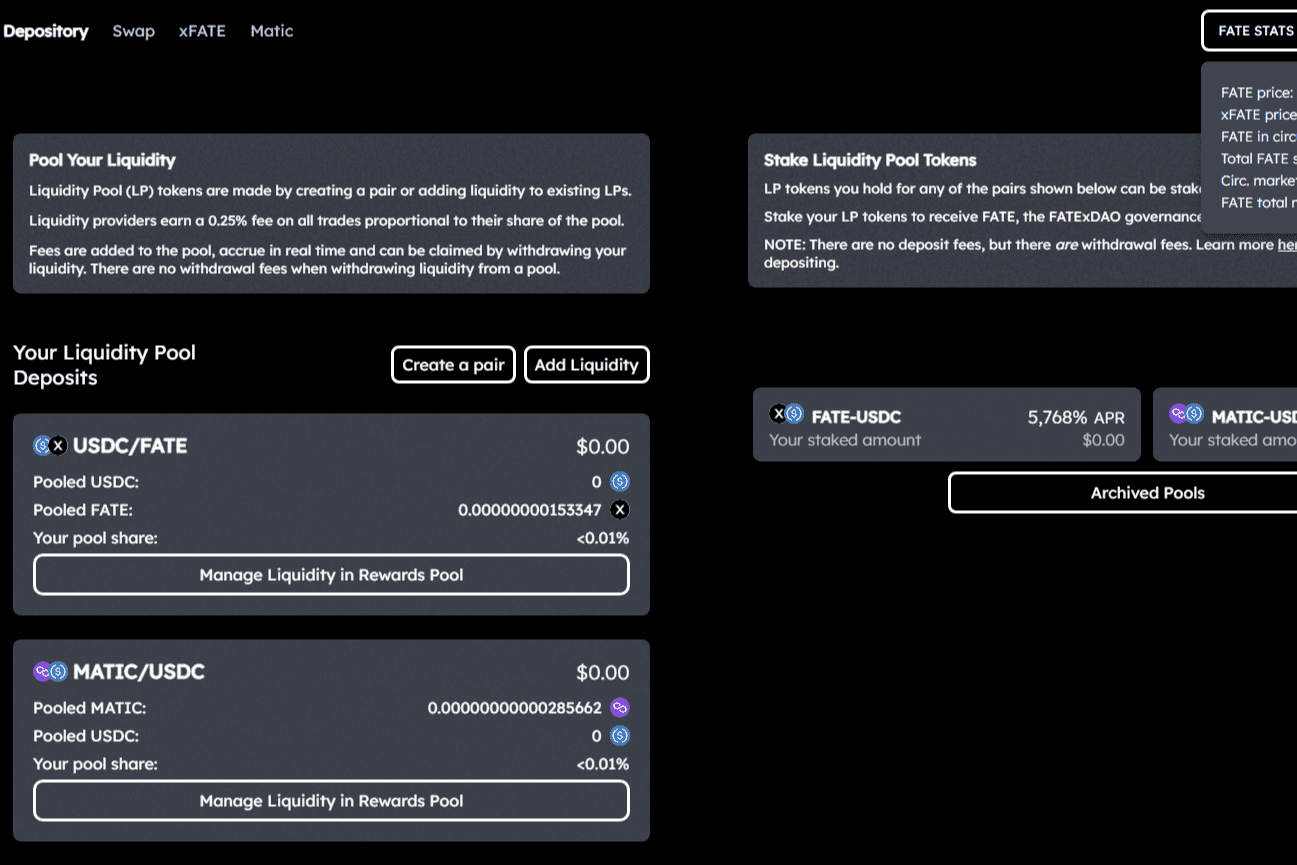 Depository Swap xFATE Matic
FATE STATS
FATE price:
xFATE price
FATE in circ
Total FATE s
Circ. market
FATE total m
Pool Your Liquidity
Liquidity Pool (LP) tokens are made by creating a pair or adding liquidity to existing LPs.
Liquidity providers earn a 0.25% fee on all trades proportional to their share of the pool.
Fees are added to the pool, accrue in real time and can be claimed by withdrawing your
liquidity. There are no withdrawal fees when withdrawing liquidity from a pool.
Stake Liquidity Pool Tokens
LP tokens you hold for any of the pairs shown below can be stake
Stake your LP tokens to receive FATE, the FATExDAO governance
NOTE: There are no deposit fees, but there are withdrawal fees. Learn more her
depositing.
Your Liquidity Pool
Deposits
Create a pair
Add Liquidity
USDC/FATE $0.00
Pooled USDC: 0
Pooled FATE: 0.00000000153347
Your pool share: <0.01%
Manage Liquidity in Rewards Pool
MATIC/USDC $0.00
Pooled MATIC: 0.00000000000285662
Pooled USDC: 0
Your pool share: <0.01%
Manage Liquidity in Rewards Pool
FATE-USDC 5,768% APR
Your staked amount $0.00
MATIC-USD
Your staked amo
Archived Pools